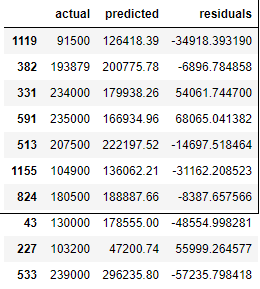 actual predicted residuals
1119 91500 126418.39 -34918.393190
382 193879 200775.78 -6896.784858
331 234000 179938.26 54061.744700
591 235000 166934.96 68065.041382
513 207500 222197.52 -14697.518464
1155 104900 136062.21 -31162.208523
824 180500 188887.66 -8387.657566
43 130000 178555.00 -48554.998281
227 103200 47200.74 55999.264577
533 239000 296235.80 -57235.798418